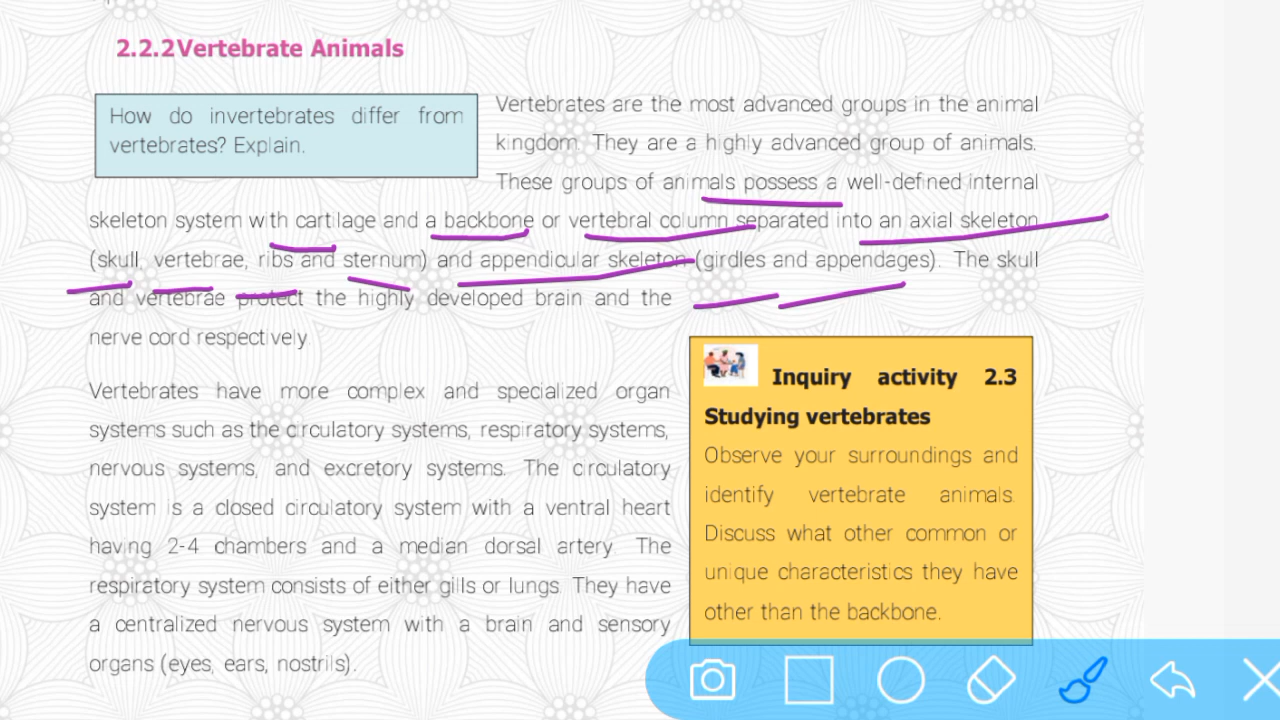 2.2.2Vertebrate Animals
How do invertebrates differ from
vertebrates? Explain.
Vertebrates are the most advanced groups in the animal
kingdom. They are a highly advanced group of animals.
These groups of animals possess a well-defined internal
skeleton system with cartilage and a backbone or vertebral column separated into an axial skeleton
(skull, vertebrae, ribs and sternum) and appendicular skeleton (girdles and appendages). The skull
and vertebrae protect the highly developed brain and the
nerve cord respectively.
Vertebrates have more complex and specialized organ
systems such as the circulatory systems, respiratory systems,
nervous systems, and excretory systems. The circulatory
system is a closed circulatory system with a ventral heart
having 2-4 chambers and a median dorsal artery. The
respiratory system consists of either gills or lungs. They have
a centralized nervous system with a brain and sensory
organs (eyes, ears, nostrils).
Inquiry activity 2.3
Studying vertebrates
Observe your surroundings and
identify vertebrate animals.
Discuss what other common or
unique characteristics they have
other than the backbone.